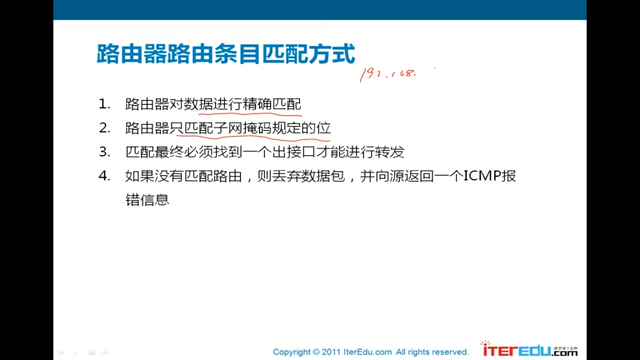 路由器路由条目匹配方式
192.168.
1. 路由器对数据进行精确匹配
2. 路由器只匹配子网掩码规定的位
3. 匹配最终必须找到一个出接口才能进行转发
4. 如果没有匹配路由，则丢弃数据包，并向源返回一个ICMP报
错信息
Copyright © 2011 IterEdu.com All rights reserved.
iTEREDU.com